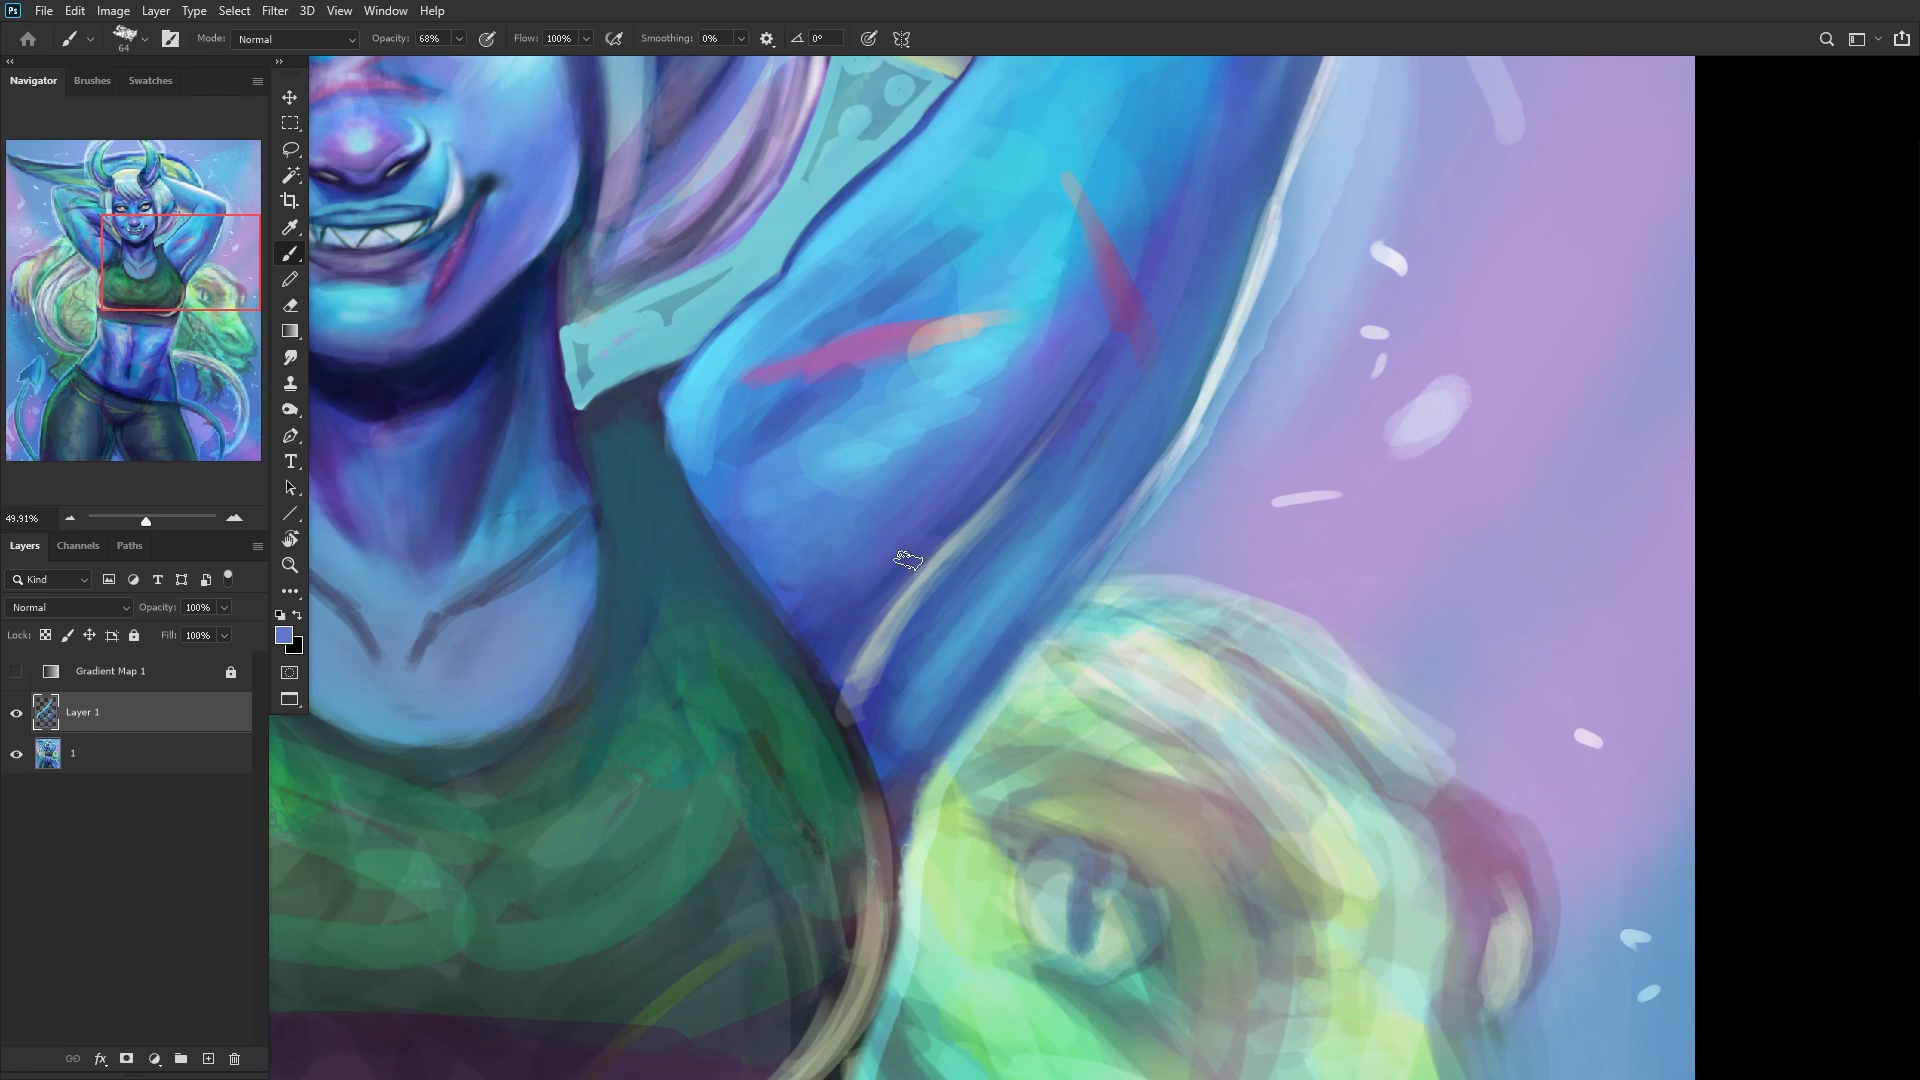 Ps File Edit Image Layer Type Select Filter 3D View Window Help
64 Mode: Normal Opacity: 68% Flow: 100% Smoothing: 0% 0°
Navigator Brushes Swatches
49.91%
Layers Channels Paths
Kind
Normal Opacity: 100%
Lock: Fill: 100%
Gradient Map 1
Layer 1
1
fx